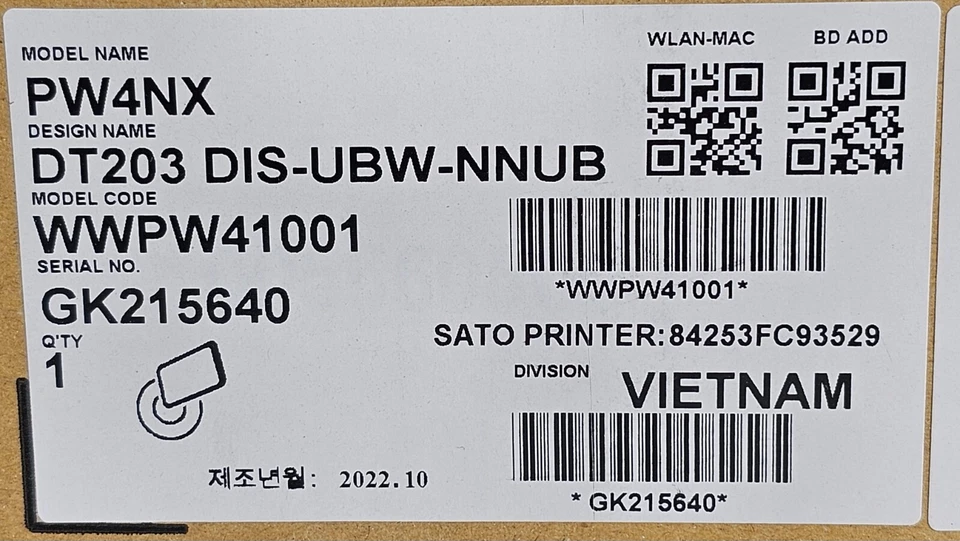 MODEL NAME
PW4NX
DESIGN NAME
DT203 DIS-UBW-NNUB
MODEL CODE
WWPW41001
SERIAL NO.
GK215640
Q'TY
1
제조년월: 2022.10
WLAN-MAC
BD ADD
*WWPW41001*
SATO PRINTER:84253FC93529
DIVISION
VIETNAM
* GK215640*